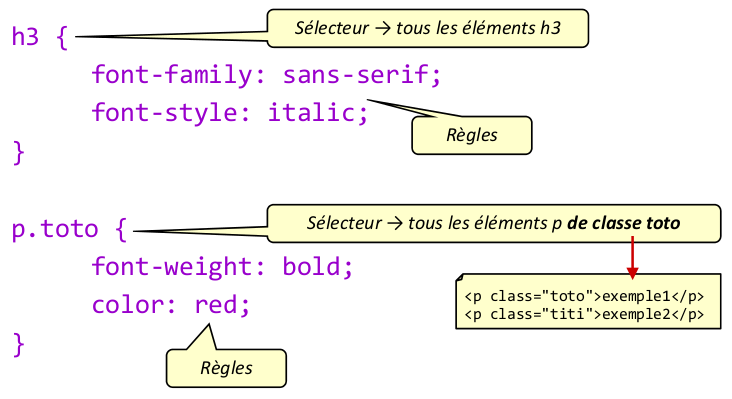 h3 {
Sélecteur → tous les éléments h3
font-family: sans-serif;
font-style: italic;
Règles
}
p.toto {
Sélecteur → tous les éléments p de classe toto
font-weight: bold;
color: red;
<p class="toto">exemple1</p>
<p class="titi">exemple2</p>
}
Règles